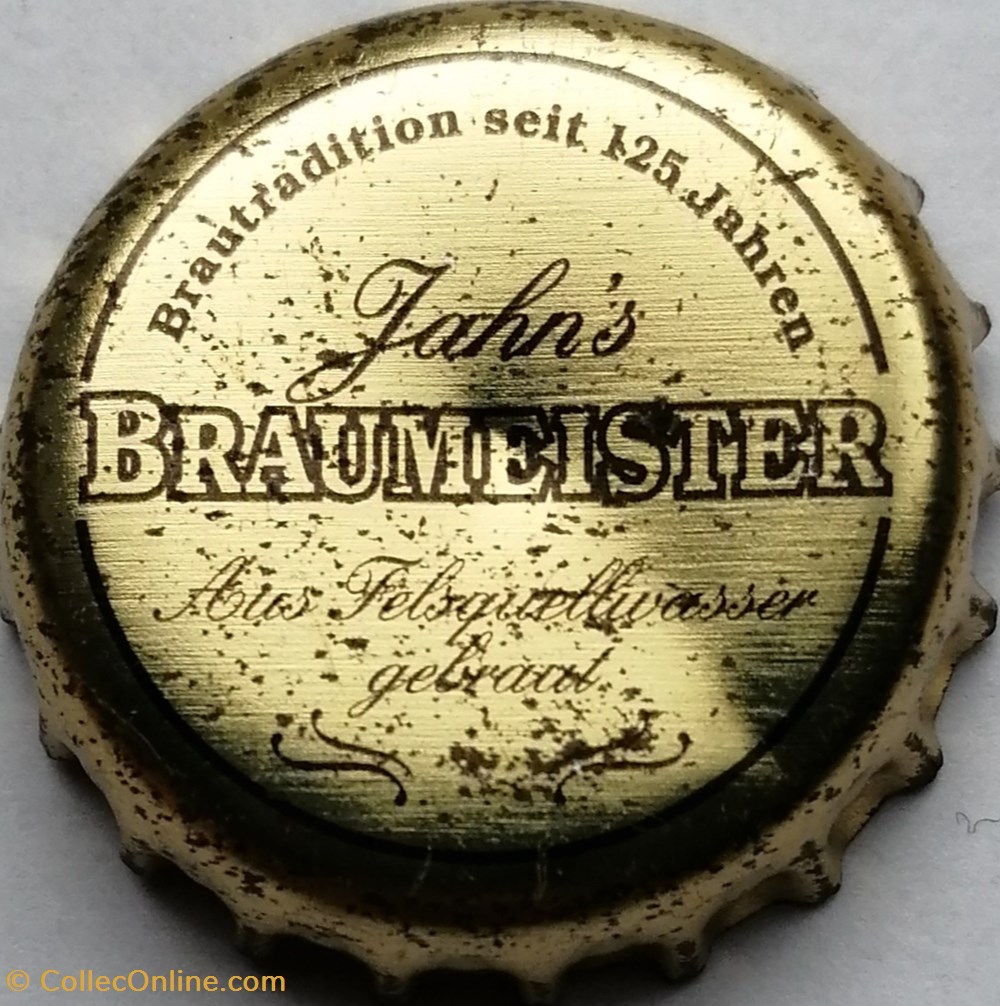 Brautradition seit 125 Jahren
Jahn's
BRAUMEISTER
Aus Felsquellwasser
gebraut
© CollecOnline.com